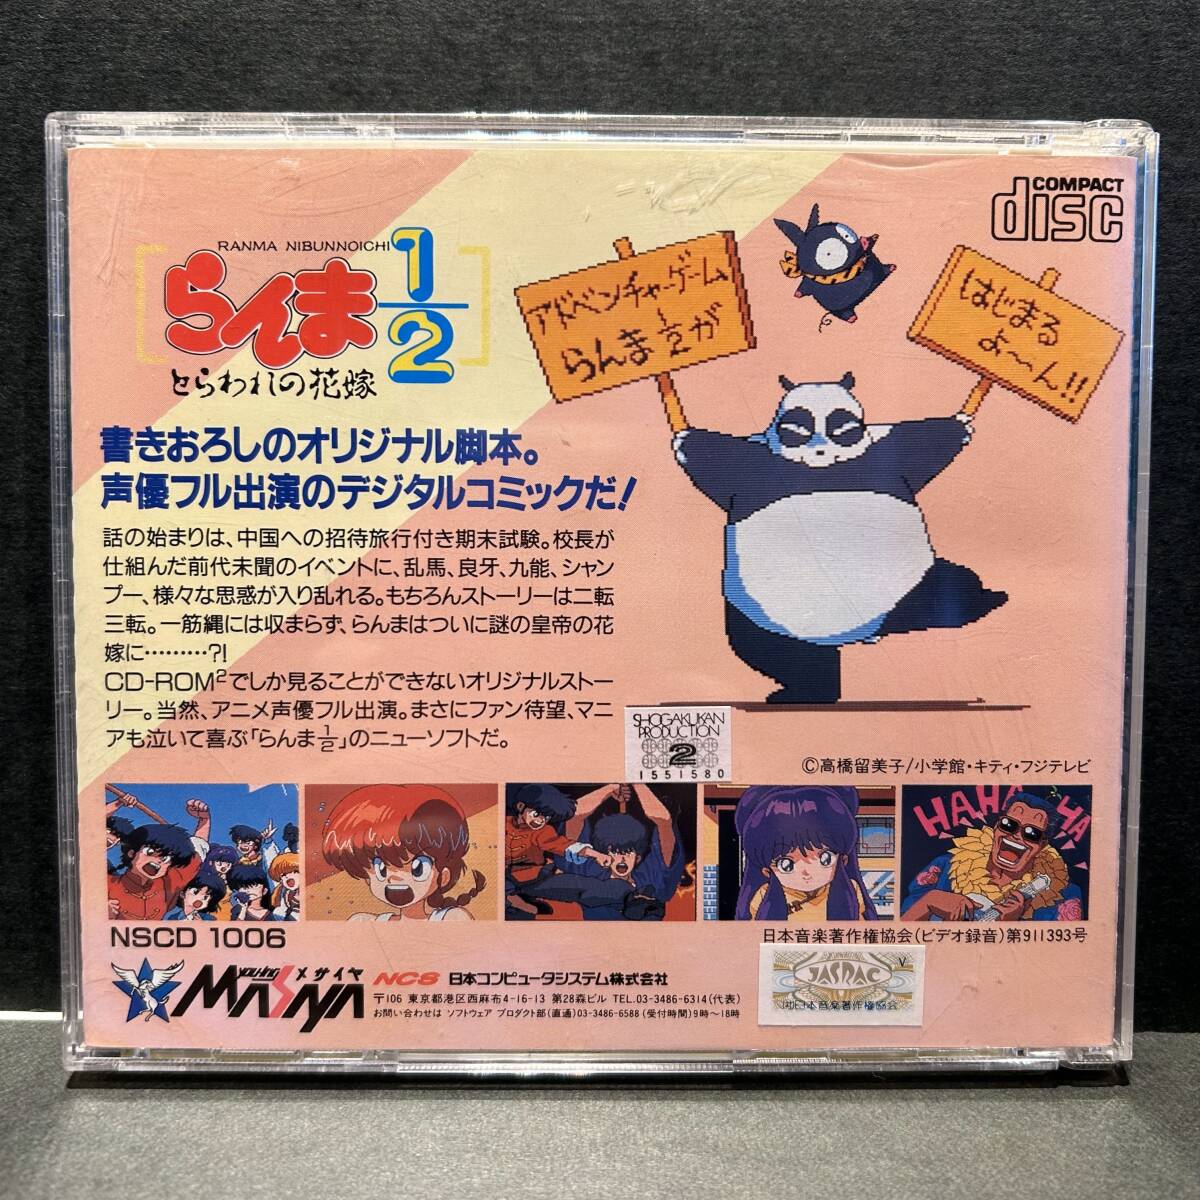 COMPACT
disc
RANMA NIBUNNOICHI
らんま1/2
とらわれの花嫁
アドベンチャーゲーム
らんま1/2が
はじまる
よ〜ん!!
書きおろしのオリジナル脚本。
声優フル出演のデジタルコミックだ!
話の始まりは、中国への招待旅行付き期末試験。校長が
仕組んだ前代未聞のイベントに、乱馬、良牙、九能、シャン
プー、様々な思惑が入り乱れる。もちろんストーリーは二転
三転。一筋縄には収まらず、らんまはついに謎の皇帝の花
嫁に………?!
CD-ROM²でしか見ることができないオリジナルストー
リー。当然、アニメ声優フル出演。まさにファン待望、マニ
アも泣いて喜ぶ「らんま1/2」のニューソフトだ。
SHOGAKUKAN
PRODUCTION
2
1551580
©高橋留美子/小学館・キティ・フジテレビ
HAHAHA
HA
NSCD 1006
日本音楽著作権協会(ビデオ録音)第911393号
MASAYA メサイヤ
NCS 日本コンピュータシステム株式会社
〒106 東京都港区西麻布4-16-13 第28森ビル TEL.03-3486-6314(代表)
お問い合わせは ソフトウェア プロダクト部(直通)03-3486-6588 (受付時間)9時〜18時
V
JASRAC
日本音楽著作権協会